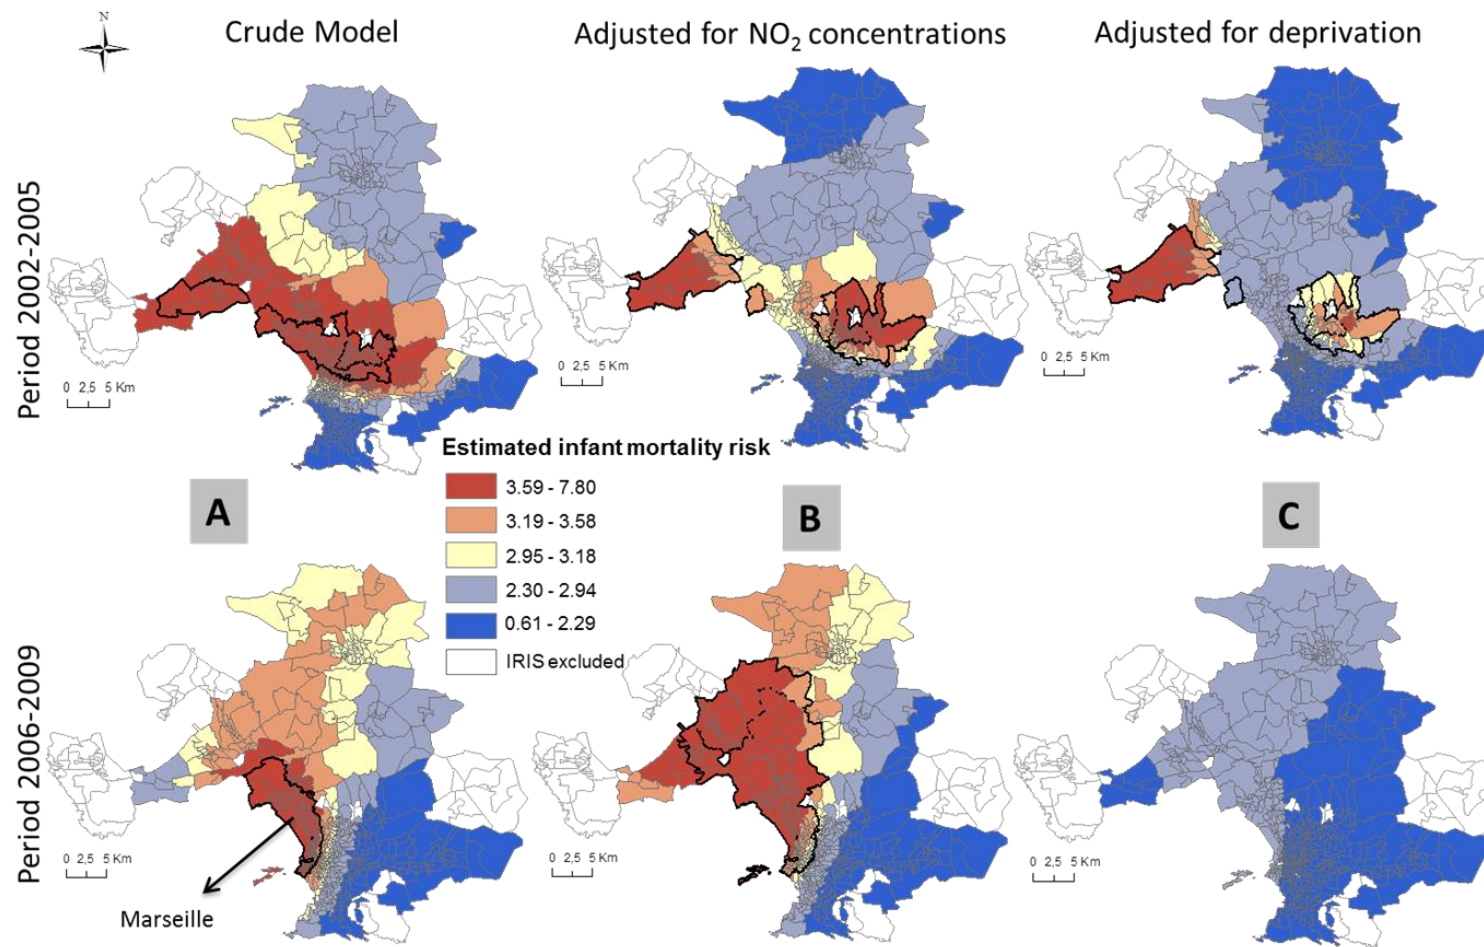 N
Crude Model
Adjusted for NO₂ concentrations
Adjusted for deprivation
Period 2002-2005
0 2,5 5 Km
0 2,5 5 Km
0 2,5 5 Km
Estimated infant mortality risk
3.59 - 7.80
3.19 - 3.58
2.95 - 3.18
2.30 - 2.94
0.61 - 2.29
IRIS excluded
A
B
C
Period 2006-2009
0 2,5 5 Km
0 2,5 5 Km
0 2,5 5 Km
Marseille